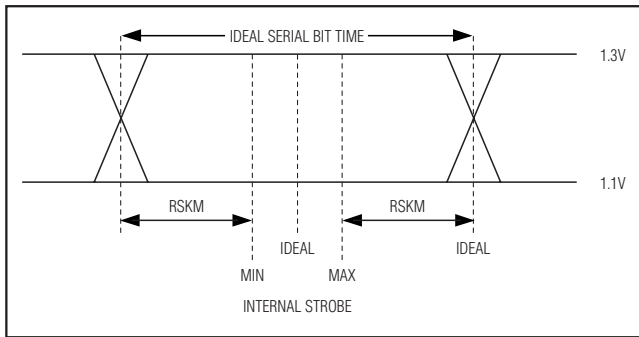 IDEAL SERIAL BIT TIME
1.3V
1.1V
RSKM
RSKM
IDEAL
IDEAL
MIN
MAX
INTERNAL STROBE